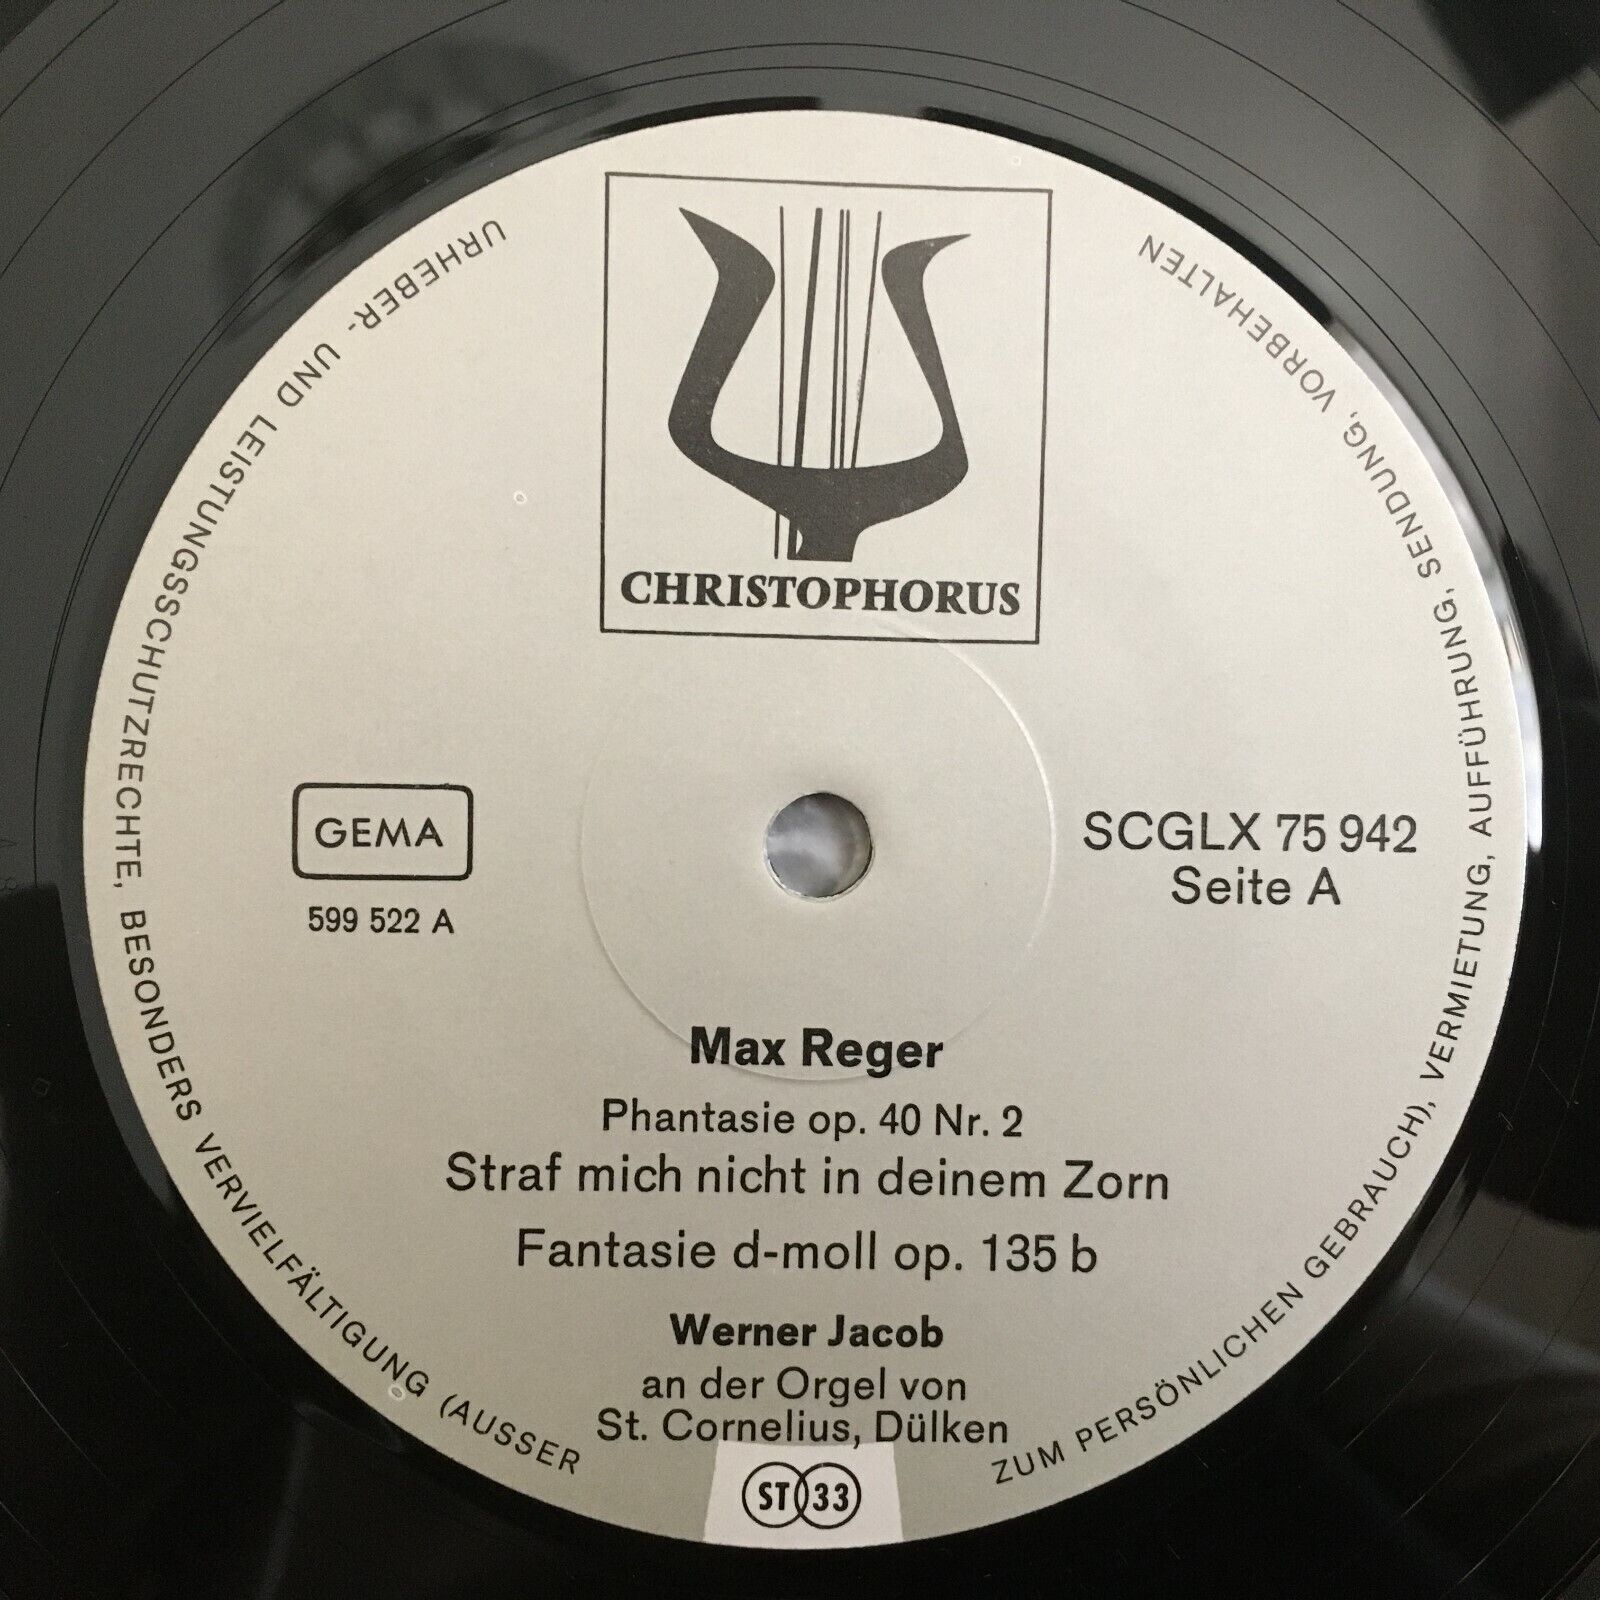 CHRISTOPHORUS
GEMA
599 522 A
SCGLX 75 942
Seite A
Max Reger
Phantasie op. 40 Nr. 2
Straf mich nicht in deinem Zorn
Fantasie d-moll op. 135 b
Werner Jacob
an der Orgel von
St. Cornelius, Dülken
ST 33
URHEBER- UND LEISTUNGSSCHUTZRECHTE, BESONDERS VERVIELFÄLTIGUNG (AUSSER ZUM PERSÖNLICHEN GEBRAUCH), VERMIETUNG, AUFFÜHRUNG, SENDUNG, VORBEHALTEN